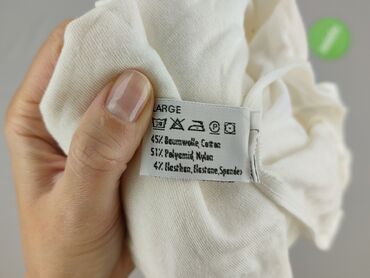 LARGE
45% Baumwolle, Cotton
51% Polyamid, Nylon
4% Elasthan, Elastane, Spandex